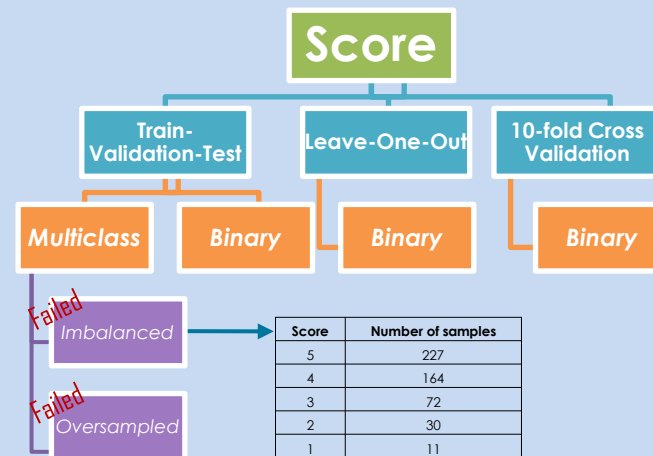 Score
Train-
Validation-Test
Leave-One-Out
10-fold Cross
Validation
Multiclass
Binary
Binary
Binary
Failed
Imbalanced
Failed
Oversampled
Score Number of samples
5 227
4 164
3 72
2 30
1 11